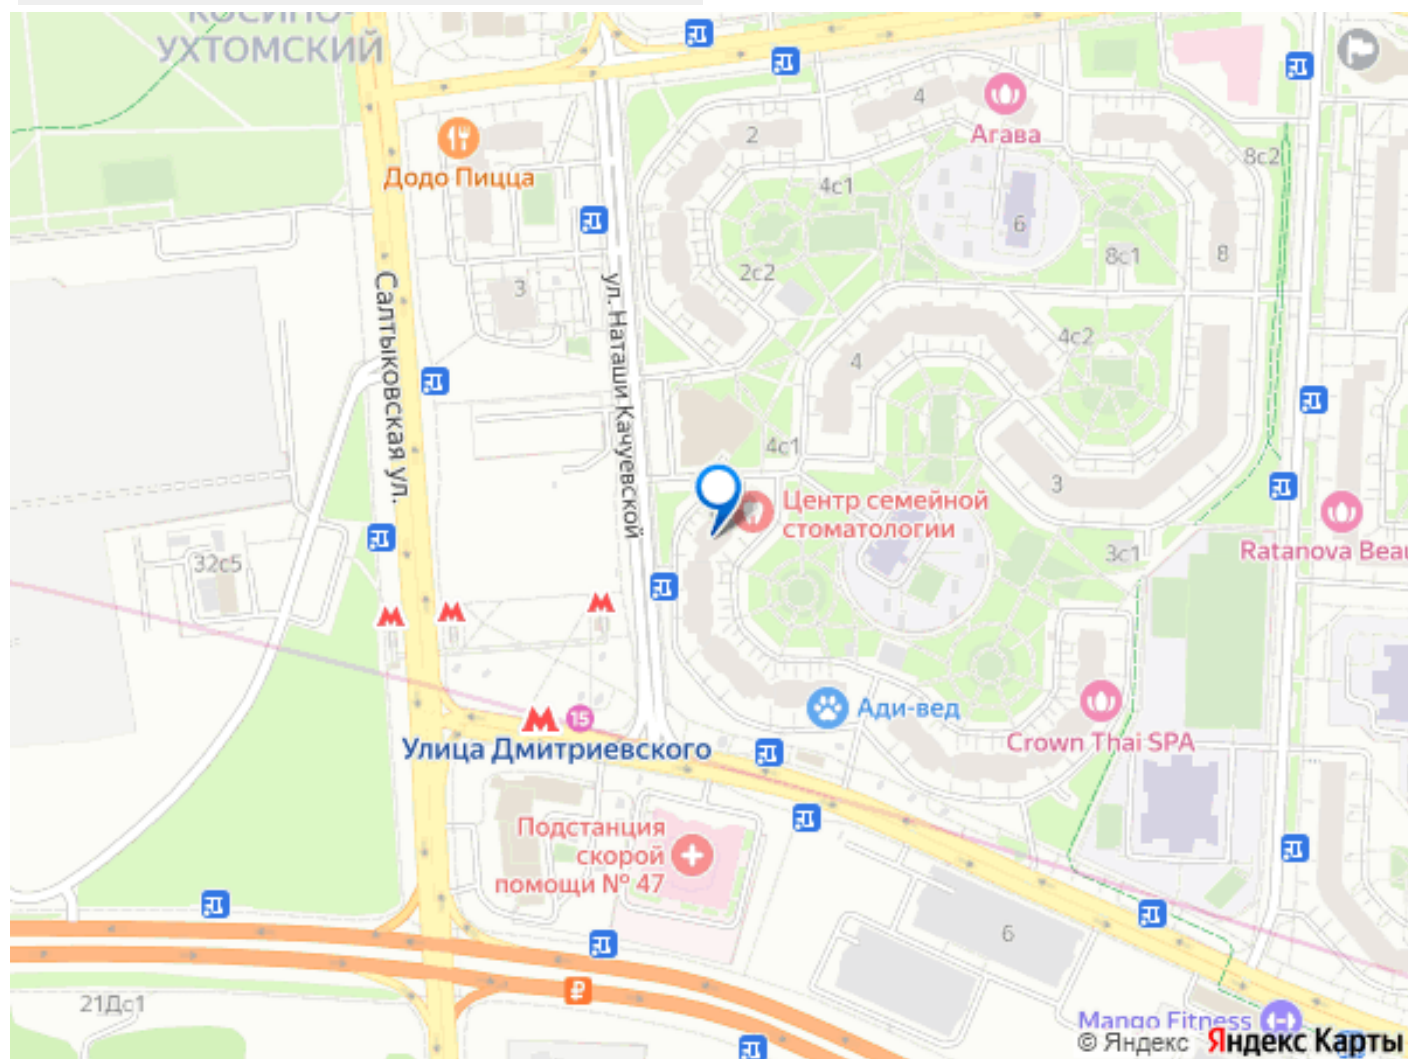 КОСИНО-
УХТОМСКИЙ
4
2
Агава
Додо Пицца
8с2
4с1
6
8
8с1
2с2
3
Салтыковская ул.
ул. Наташи Качуевской
4с2
4
4с1
3
Центр семейной
стоматологии
Ratanova Beau
3с1
32с5
М
М
М
М
15
Улица Дмитриевского
Ади-вед
Crown Thai SPA
Подстанция
скорой
помощи № 47
6
₽
21Дс1
Mango Fitness
© Яндекс Яндекс Карты